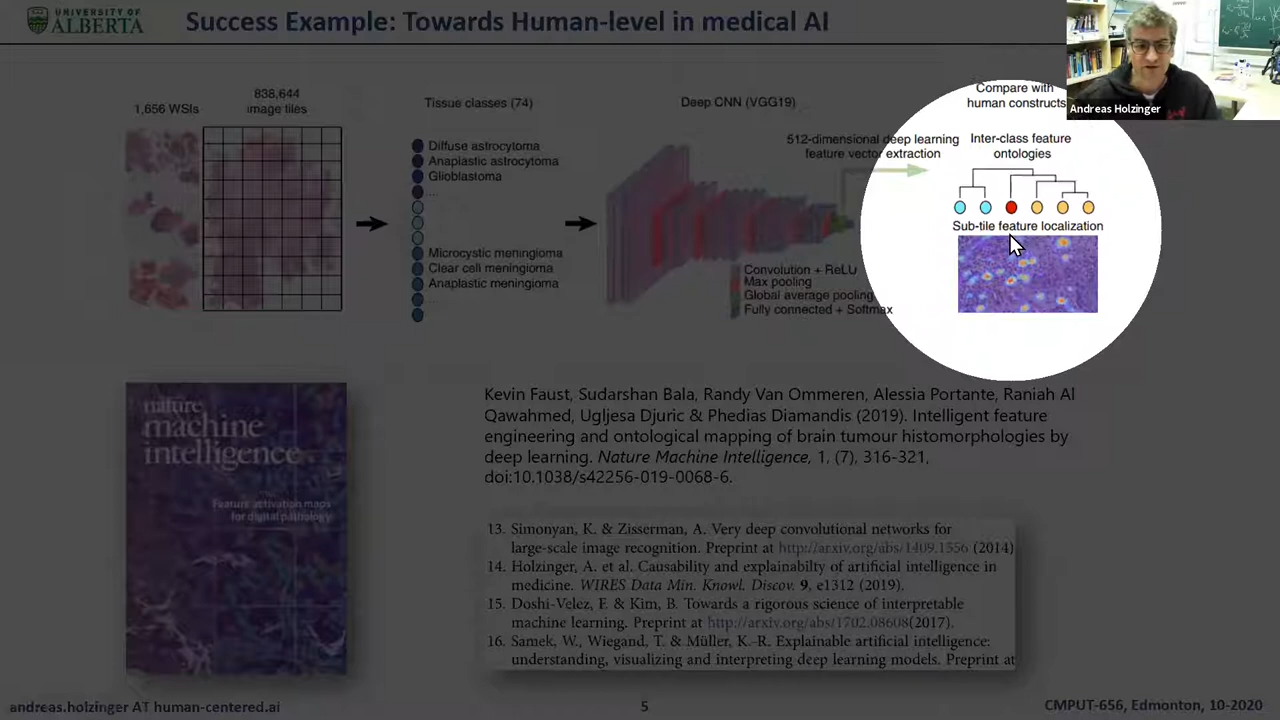 UNIVERSITY OF
ALBERTA
Success Example: Towards Human-level in medical AI
Andreas Holzinger
1,656 WSIs
838,644
image tiles
Tissue classes (74)
Diffuse astrocytoma
Anaplastic astrocytoma
Glioblastoma
...
Microcystic meningioma
Clear cell meningioma
Anaplastic meningioma
...
Deep CNN (VGG19)
512-dimensional deep learning
feature vector extraction
Convolution + ReLU
Max pooling
Global average pooling
Fully connected + Softmax
Compare with
human constructs
Inter-class feature
ontologies
Sub-tile feature localization
nature
machine
intelligence
Feature activation maps
for digital pathology
Kevin Faust, Sudarshan Bala, Randy Van Ommeren, Alessia Portante, Raniah Al
Qawahmed, Ugljesa Djuric & Phedias Diamandis (2019). Intelligent feature
engineering and ontological mapping of brain tumour histomorphologies by
deep learning. Nature Machine Intelligence, 1, (7), 316-321,
doi:10.1038/s42256-019-0068-6.
13. Simonyan, K. & Zisserman, A. Very deep convolutional networks for
large-scale image recognition. Preprint at http://arxiv.org/abs/1409.1556 (2014)
14. Holzinger, A. et al. Causability and explainabilty of artificial intelligence in
medicine. WIRES Data Min. Knowl. Discov. 9, e1312 (2019).
15. Doshi-Velez, F. & Kim, B. Towards a rigorous science of interpretable
machine learning. Preprint at http://arxiv.org/abs/1702.08608(2017).
16. Samek, W., Wiegand, T. & Müller, K.-R. Explainable artificial intelligence:
understanding, visualizing and interpreting deep learning models. Preprint at
andreas.holzinger AT human-centered.ai
5
CMPUT-656, Edmonton, 10-2020